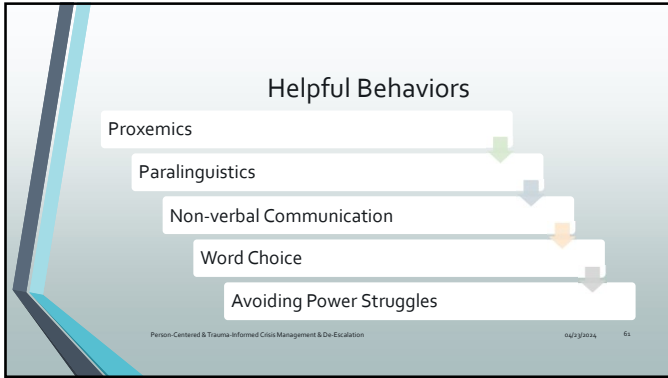 Helpful Behaviors
Proxemics
Paralinguistics
Non-verbal Communication
Word Choice
Avoiding Power Struggles
Person-Centered & Trauma-Informed Crisis Management & De-Escalation 04/23/2024 61